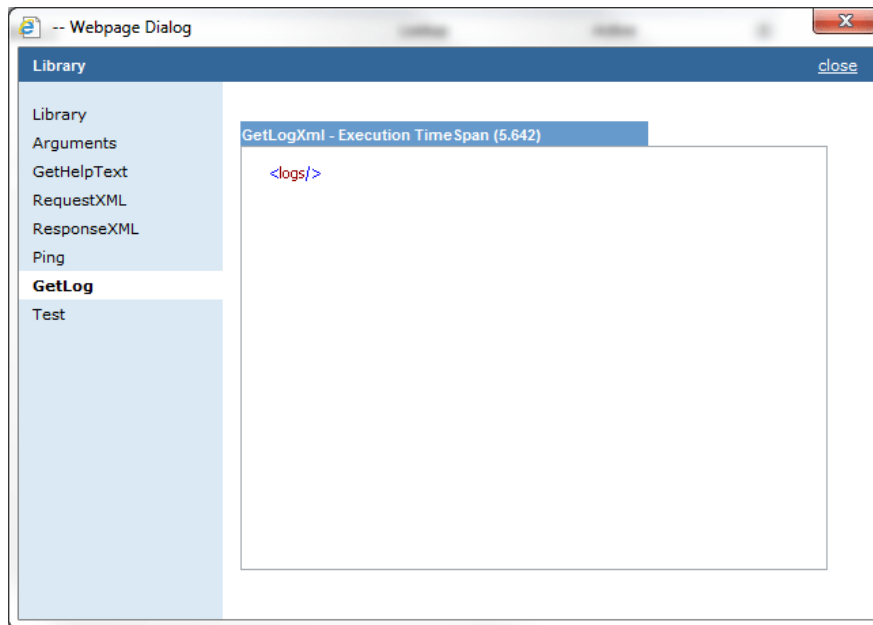 -- Webpage Dialog
Library
close
Library
Arguments
GetHelpText
RequestXML
ResponseXML
Ping
GetLog
Test
GetLogXml - Execution TimeSpan (5.642)
<logs/>